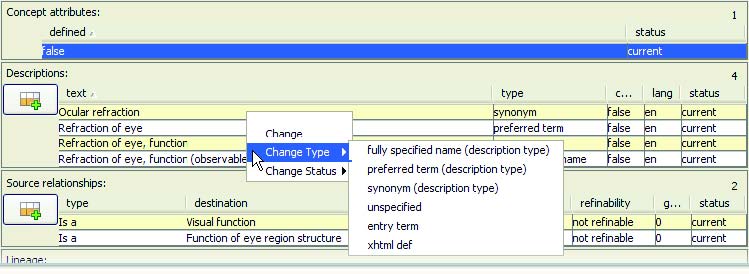 Concept attributes: 1
defined status
false current
Descriptions: 4
text type c... lang status
Ocular refraction synonym false en current
Refraction of eye preferred term false en current
Refraction of eye, function false en current
Refraction of eye, function (observable name false en current
Change
Change Type
Change Status
fully specified name (description type)
preferred term (description type)
synonym (description type)
unspecified
entry term
xhtml def
Source relationships: 2
type destination refinability g... status
Is a Visual function not refinable 0 current
Is a Function of eye region structure not refinable 0 current
Lineage: